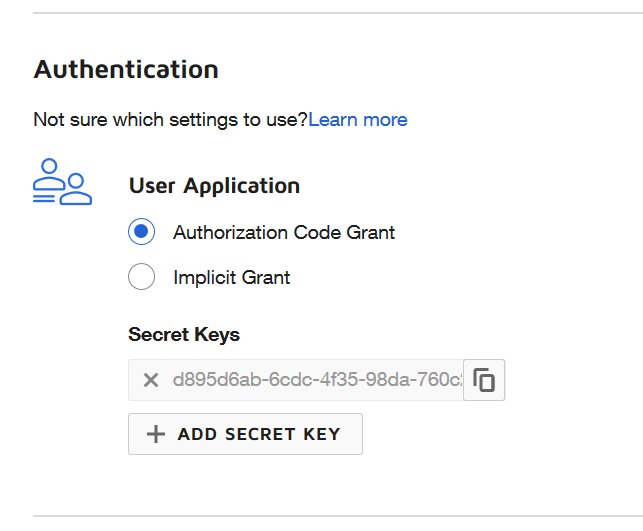 Authentication
Not sure which settings to use?Learn more
User Application
Authorization Code Grant
Implicit Grant
Secret Keys
d895d6ab-6cdc-4f35-98da-760c
ADD SECRET KEY